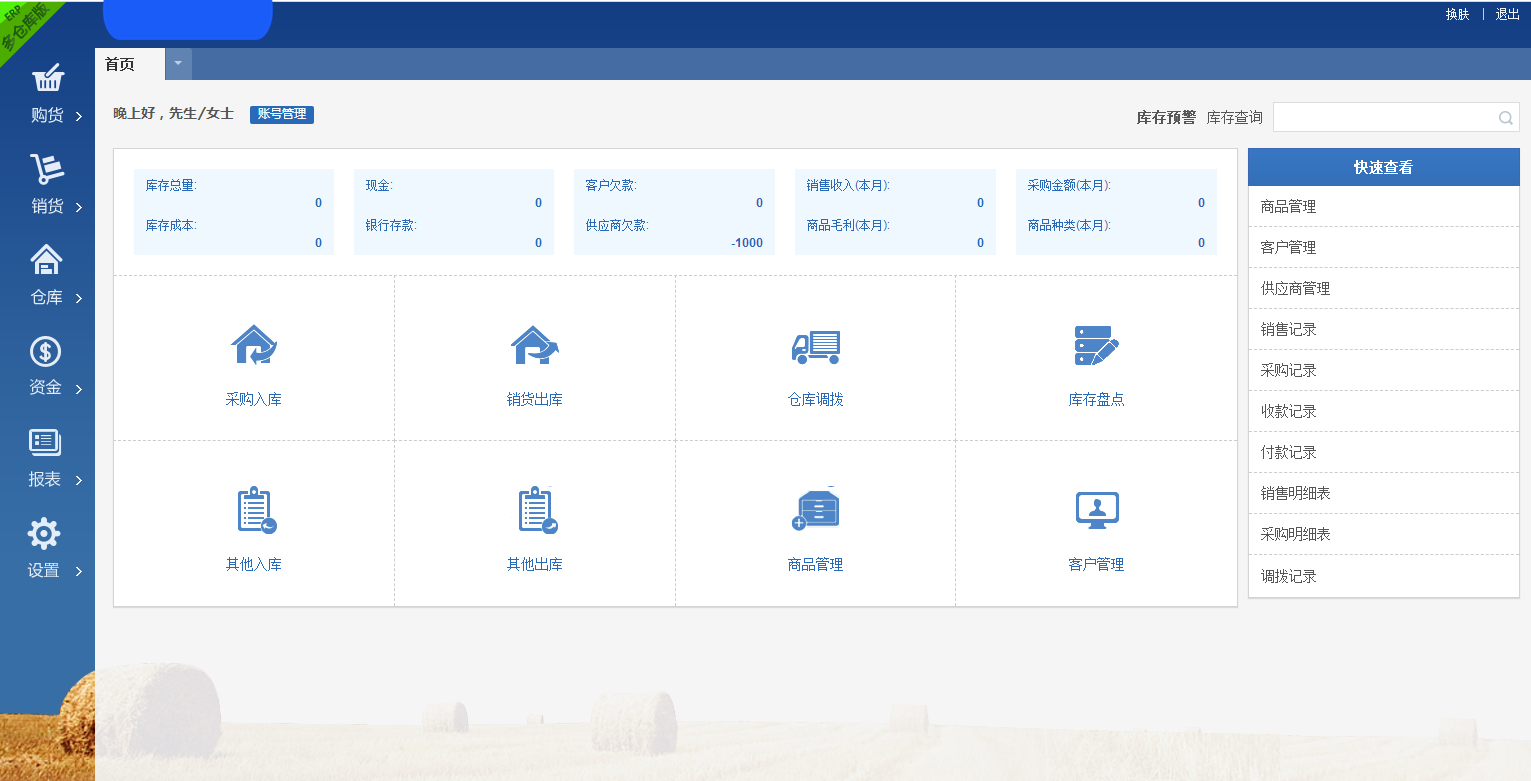 ERP
多仓库版
换肤 | 退出
首页
购货
销货
仓库
资金
报表
设置
晚上好，先生/女士 账号管理
库存预警 库存查询
库存总量:
0
库存成本:
0
现金:
0
银行存款:
0
客户欠款:
0
供应商欠款:
-1000
销售收入(本月):
0
商品毛利(本月):
0
采购金额(本月):
0
商品种类(本月):
0
采购入库
销货出库
仓库调拨
库存盘点
其他入库
其他出库
商品管理
客户管理
快速查看
商品管理
客户管理
供应商管理
销售记录
采购记录
收款记录
付款记录
销售明细表
采购明细表
调拨记录